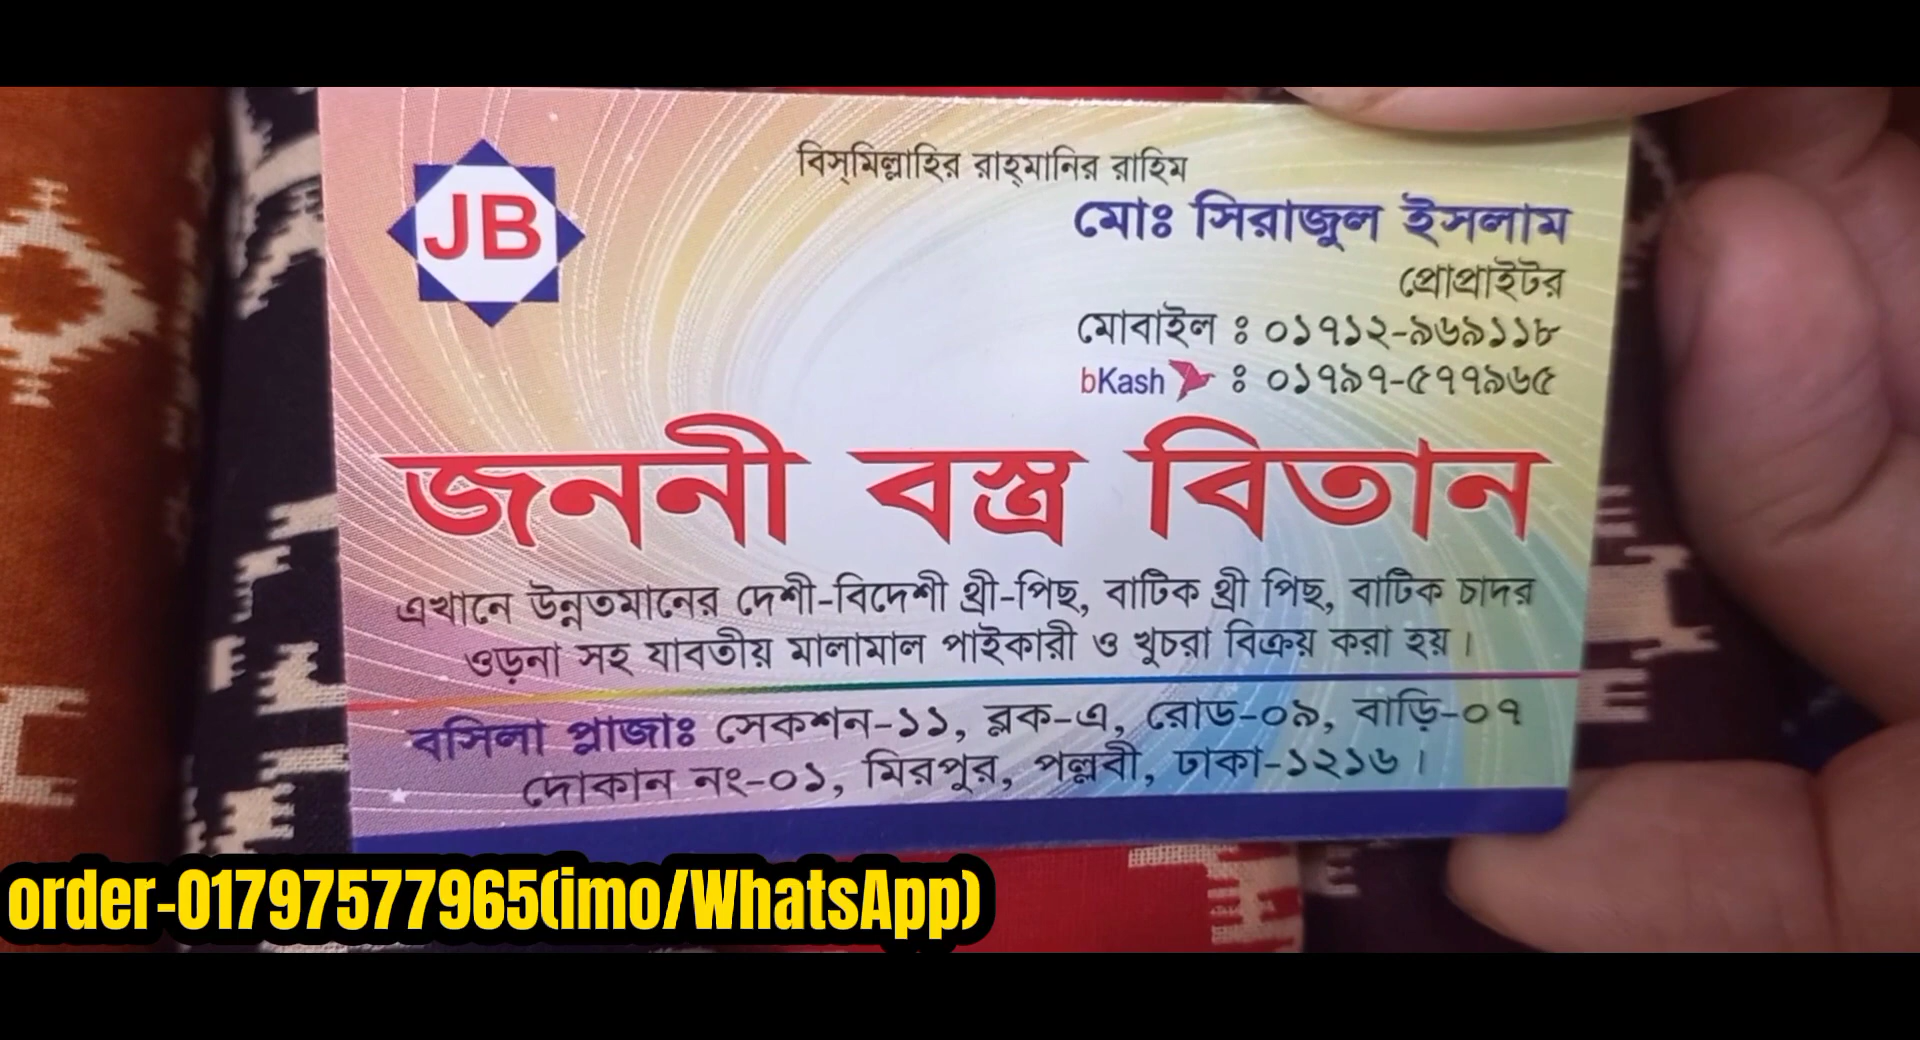 JB
বিস্‌মিল্লাহির রাহ্‌মানির রাহিম
মোঃ সিরাজুল ইসলাম
প্রোপ্রাইটর
মোবাইল : ০১৭১২-৯৬৯১১৮
bKash : ০১৭৯৭-৫৭৭৯৬৫
জননী বস্ত্র বিতান
এখানে উন্নতমানের দেশী-বিদেশী থ্রী-পিছ, বাটিক থ্রী পিছ, বাটিক চাদর
ওড়না সহ যাবতীয় মালামাল পাইকারী ও খুচরা বিক্রয় করা হয়।
বসিলা প্লাজাঃ সেকশন-১১, ব্লক-এ, রোড-০৯, বাড়ি-০৭
দোকান নং-০১, মিরপুর, পল্লবী, ঢাকা-১২১৬।
order-01797577965(imo/WhatsApp)